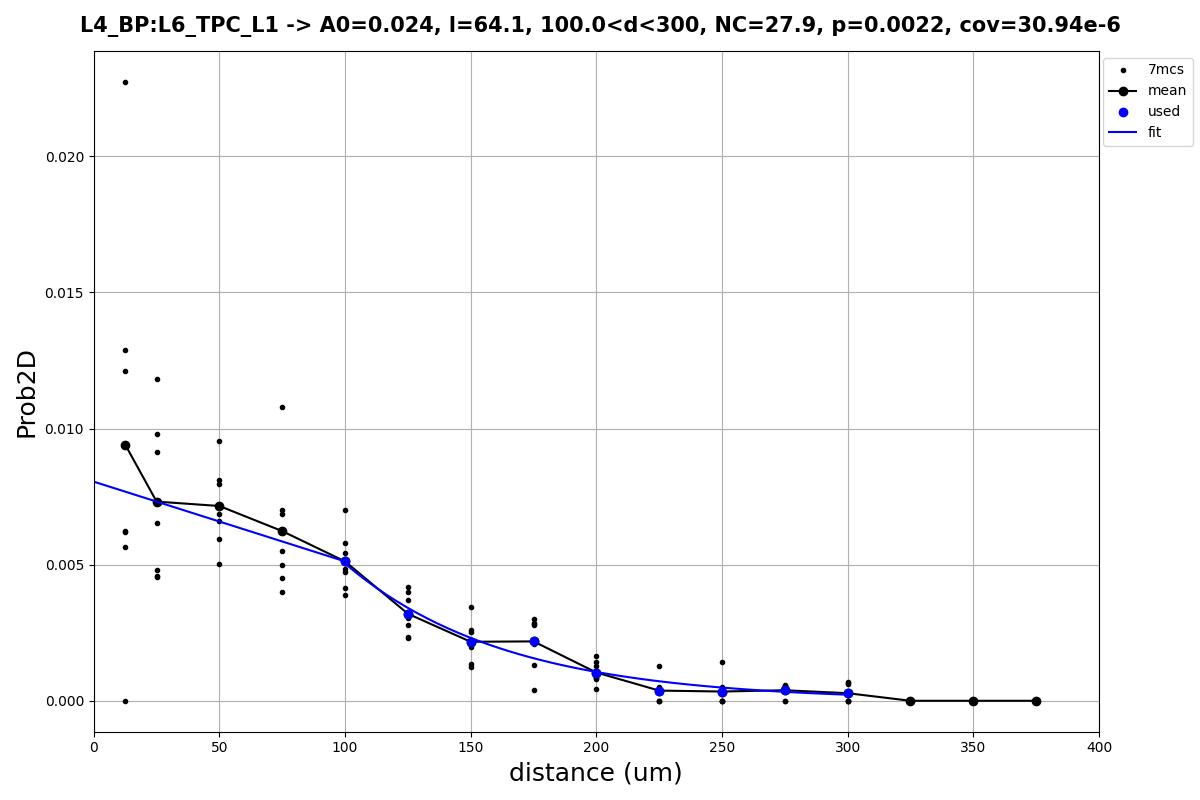 L4_BP:L6_TPC_L1 -> A0=0.024, l=64.1, 100.0<d<300, NC=27.9, p=0.0022, cov=30.94e-6
7mcs
mean
used
fit
0.020
0.015
0.010
0.005
0.000
Prob2D
0 50 100 150 200 250 300 350 400
distance (um)